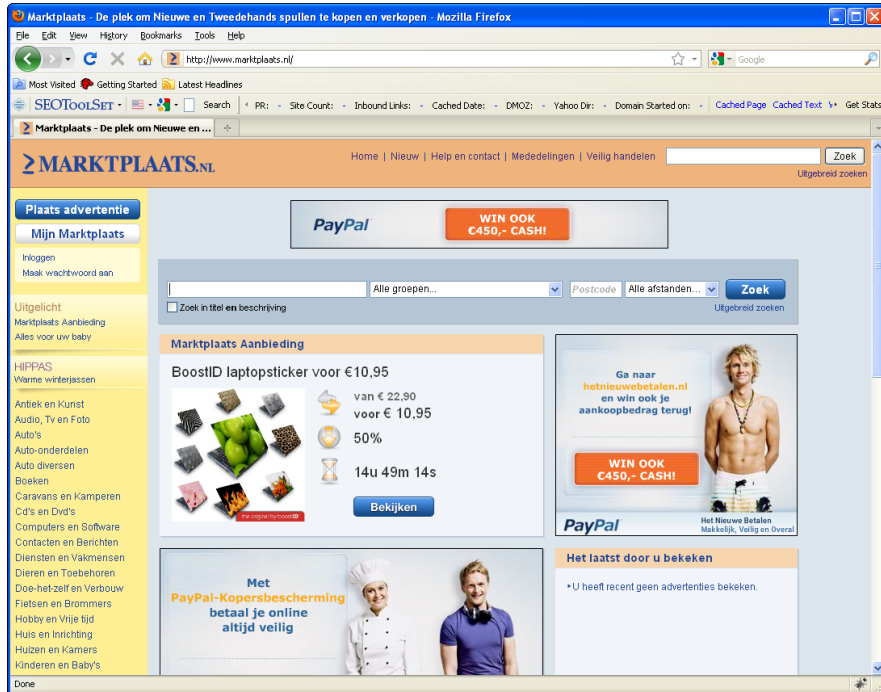 Marktplaats - De plek om Nieuwe en Tweedehands spullen te kopen en verkopen - Mozilla Firefox
File Edit View History Bookmarks Tools Help
http://www.marktplaats.nl/
Google
Most Visited Getting Started Latest Headlines
SEOToolSet Search PR: - Site Count: - Inbound Links: - Cached Date: - DMOZ: - Yahoo Dir: - Domain Started on: - Cached Page Cached Text Get Stats
Marktplaats - De plek om Nieuwe en ...
MARKTPLAATS.NL
Home | Nieuw | Help en contact | Mededelingen | Veilig handelen
Zoek
Uitgebreid zoeken
Plaats advertentie
Mijn Marktplaats
Inloggen
Maak wachtwoord aan
Uitgelicht
Marktplaats Aanbieding
Alles voor uw baby
HIPPAS
Warme winterjassen
Antiek en Kunst
Audio, Tv en Foto
Auto's
Auto-onderdelen
Auto diversen
Boeken
Caravans en Kamperen
Cd's en Dvd's
Computers en Software
Contacten en Berichten
Diensten en Vakmensen
Dieren en Toebehoren
Doe-het-zelf en Verbouw
Fietsen en Brommers
Hobby en Vrije tijd
Huis en Inrichting
Huizen en Kamers
Kinderen en Baby's
PayPal
WIN OOK
€450,- CASH!
Alle groepen...
Postcode
Alle afstanden...
Zoek
Zoek in titel en beschrijving
Uitgebreid zoeken
Marktplaats Aanbieding
BoostID laptopsticker voor €10,95
van € 22,90
voor € 10,95
50%
14u 49m 14s
the original by boostID
Bekijken
Ga naar
hetnieuwebetalen.nl
en win ook je
aankoopbedrag terug!
WIN OOK
€450,- CASH!
PayPal
Het Nieuwe Betalen
Makkelijk, Veilig en Overal
Met
PayPal-Kopersbescherming
betaal je online
altijd veilig
Het laatst door u bekeken
U heeft recent geen advertenties bekeken.
Done